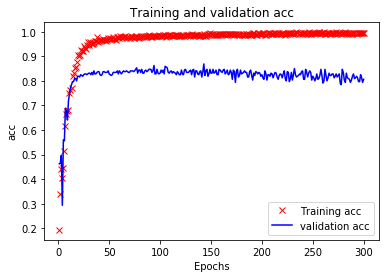 Training and validation acc
1.0
0.9
0.8
0.7
0.6
0.5
0.4
0.3
0.2
acc
0 50 100 150 200 250 300
Epochs
Training acc
validation acc